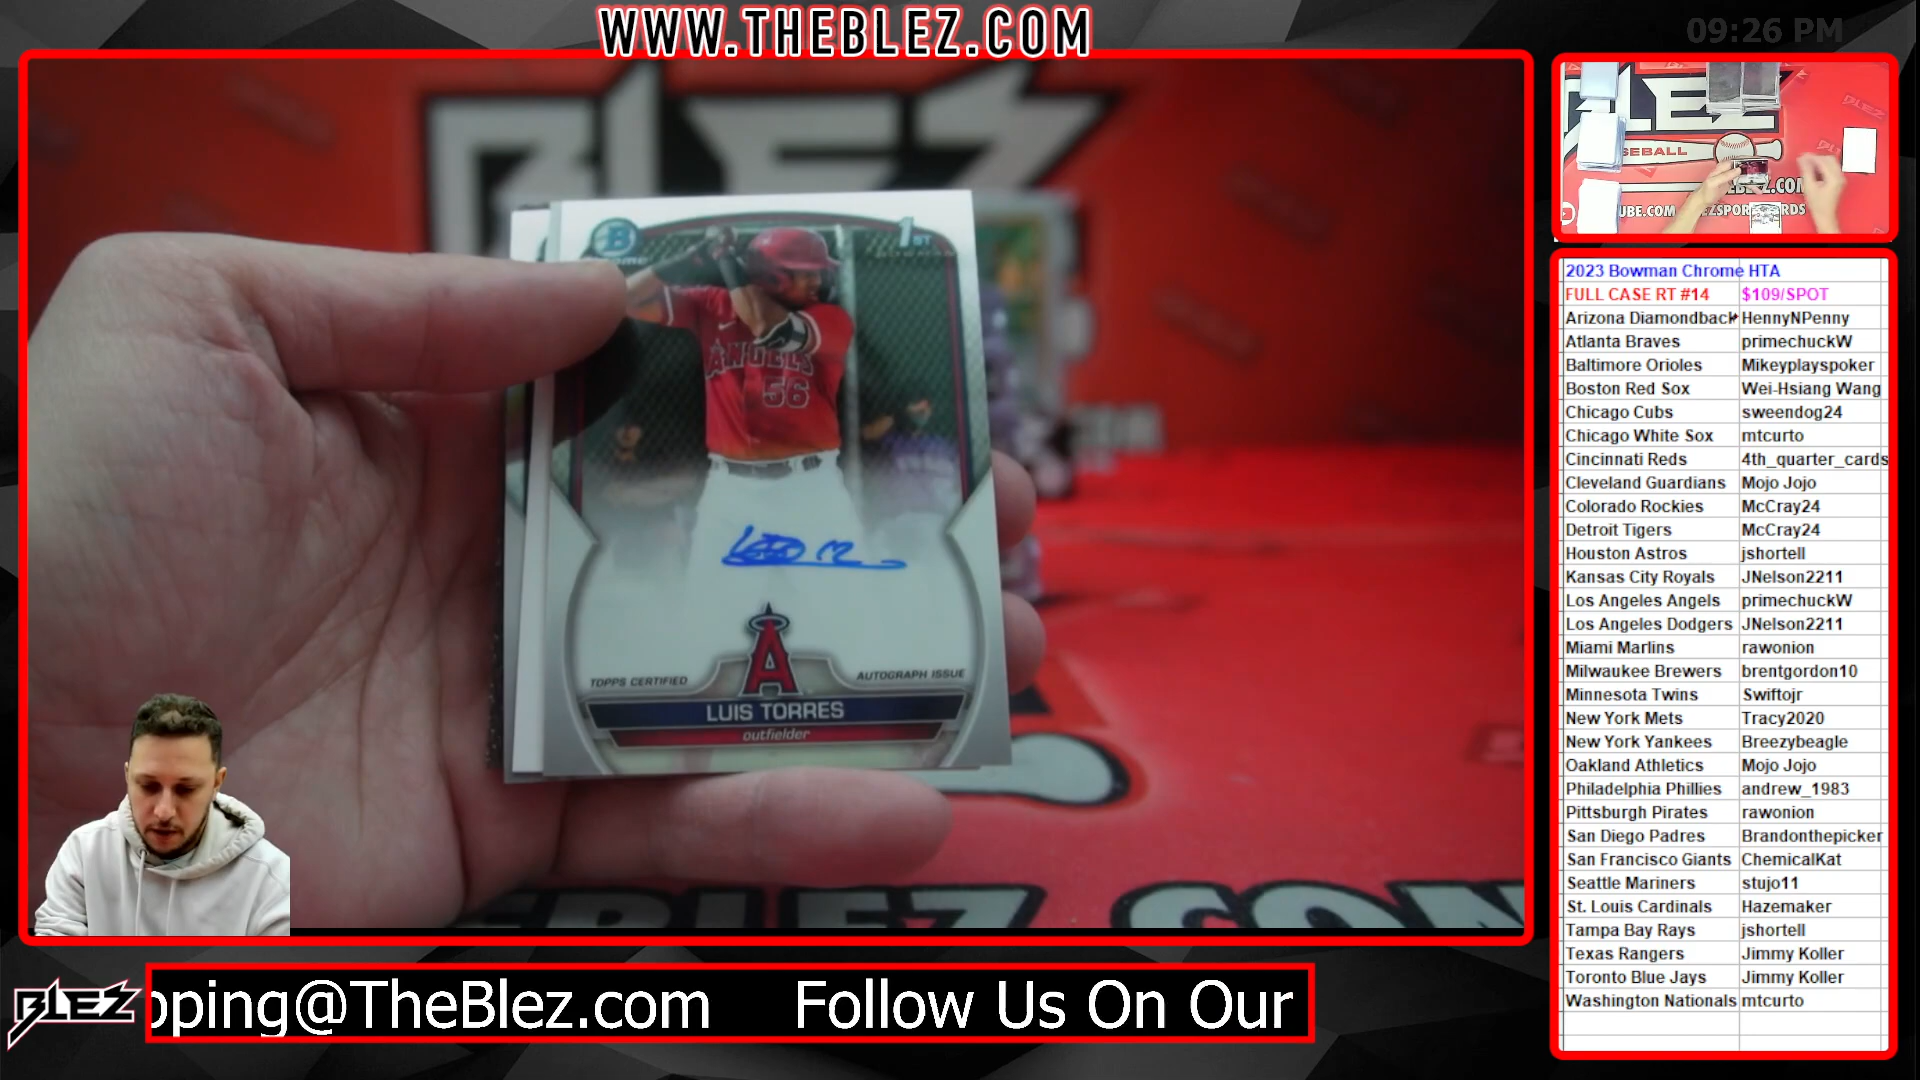 WWW.THEBLEZ.COM
09:26 PM
BLEZ
B
1ST
ANGELS
56
A
TOPPS CERTIFIED
AUTOGRAPH ISSUE
LUIS TORRES
outfielder
BLEZ
pping@TheBlez.com Follow Us On Our
2023 Bowman Chrome HTA
FULL CASE RT #14 $109/SPOT
Arizona Diamondback HennyNPenny
Atlanta Braves primechuckW
Baltimore Orioles Mikeyplayspoker
Boston Red Sox Wei-Hsiang Wang
Chicago Cubs sweendog24
Chicago White Sox mtcurto
Cincinnati Reds 4th_quarter_cards
Cleveland Guardians Mojo Jojo
Colorado Rockies McCray24
Detroit Tigers McCray24
Houston Astros jshortell
Kansas City Royals JNelson2211
Los Angeles Angels primechuckW
Los Angeles Dodgers JNelson2211
Miami Marlins rawonion
Milwaukee Brewers brentgordon10
Minnesota Twins Swiftojr
New York Mets Tracy2020
New York Yankees Breezybeagle
Oakland Athletics Mojo Jojo
Philadelphia Phillies andrew_1983
Pittsburgh Pirates rawonion
San Diego Padres Brandonthepicker
San Francisco Giants ChemicalKat
Seattle Mariners stujo11
St. Louis Cardinals Hazemaker
Tampa Bay Rays jshortell
Texas Rangers Jimmy Koller
Toronto Blue Jays Jimmy Koller
Washington Nationals mtcurto